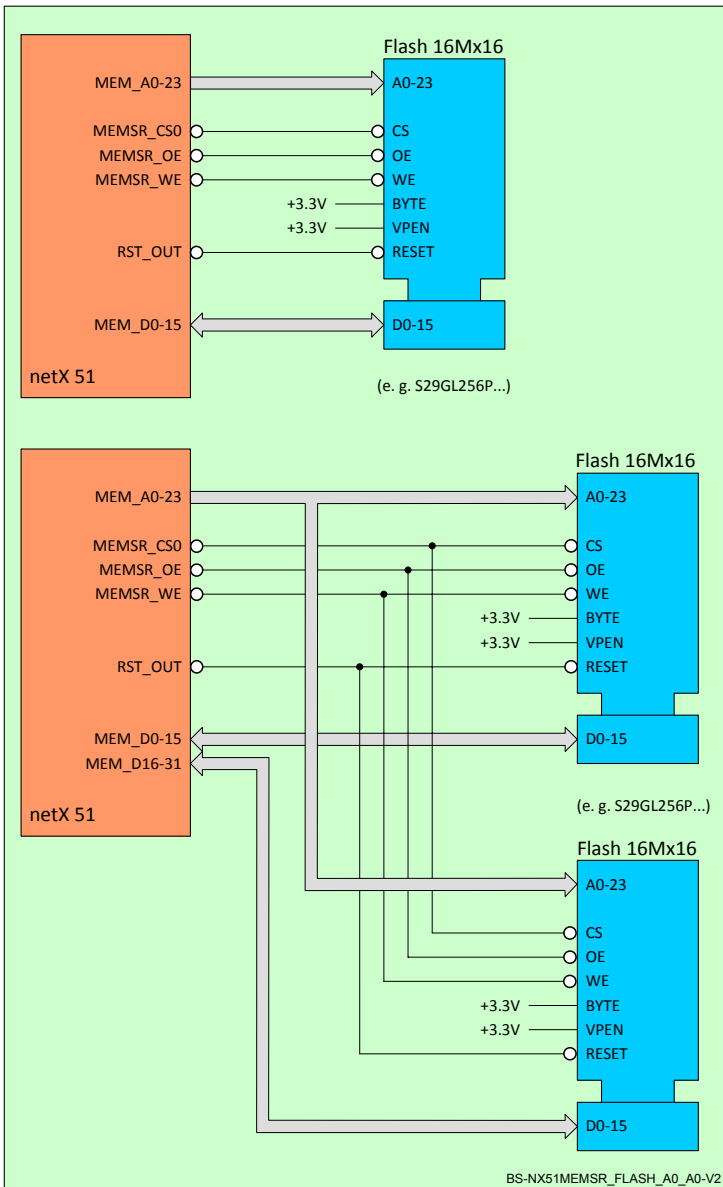 Flash 16Mx16
MEM_A0-23 A0-23
MEMSR_CS0 CS
MEMSR_OE OE
MEMSR_WE WE
+3.3V BYTE
+3.3V VPEN
RST_OUT RESET
MEM_D0-15 D0-15
netX 51
(e. g. S29GL256P...)
Flash 16Mx16
MEM_A0-23 A0-23
MEMSR_CS0 CS
MEMSR_OE OE
MEMSR_WE WE
+3.3V BYTE
+3.3V VPEN
RST_OUT RESET
MEM_D0-15 D0-15
MEM_D16-31
netX 51
(e. g. S29GL256P...)
Flash 16Mx16
A0-23
CS
OE
WE
+3.3V BYTE
+3.3V VPEN
RESET
D0-15
BS-NX51MEMSR_FLASH_A0_A0-V2